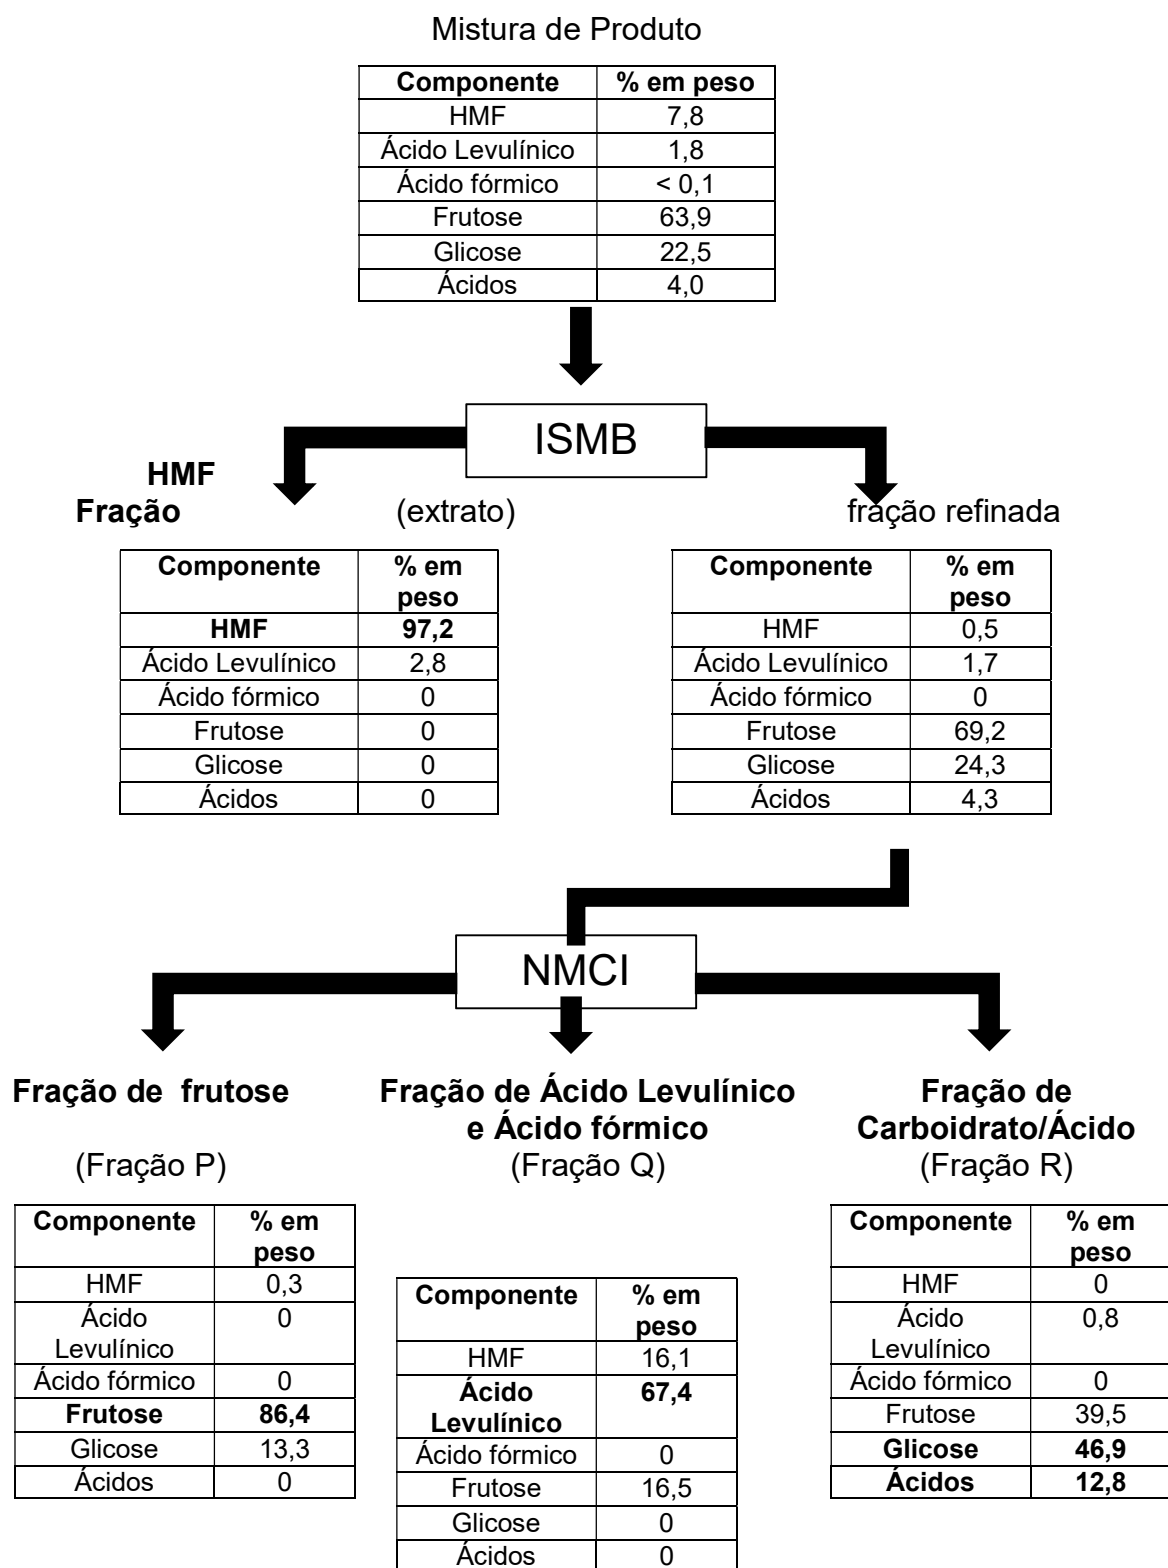 Mistura de Produto
Componente % em peso
HMF 7,8
Ácido Levulínico 1,8
Ácido fórmico < 0,1
Frutose 63,9
Glicose 22,5
Ácidos 4,0
ISMB
HMF
Fração (extrato)
Componente % em
peso
HMF 97,2
Ácido Levulínico 2,8
Ácido fórmico 0
Frutose 0
Glicose 0
Ácidos 0
fração refinada
Componente % em
peso
HMF 0,5
Ácido Levulínico 1,7
Ácido fórmico 0
Frutose 69,2
Glicose 24,3
Ácidos 4,3
NMCI
Fração de frutose
(Fração P)
Componente % em
peso
HMF 0,3
Ácido 0
Levulínico
Ácido fórmico 0
Frutose 86,4
Glicose 13,3
Ácidos 0
Fração de Ácido Levulínico
e Ácido fórmico
(Fração Q)
Componente % em
peso
HMF 16,1
Ácido 67,4
Levulínico
Ácido fórmico 0
Frutose 16,5
Glicose 0
Ácidos 0
Fração de
Carboidrato/Ácido
(Fração R)
Componente % em
peso
HMF 0
Ácido 0,8
Levulínico
Ácido fórmico 0
Frutose 39,5
Glicose 46,9
Ácidos 12,8